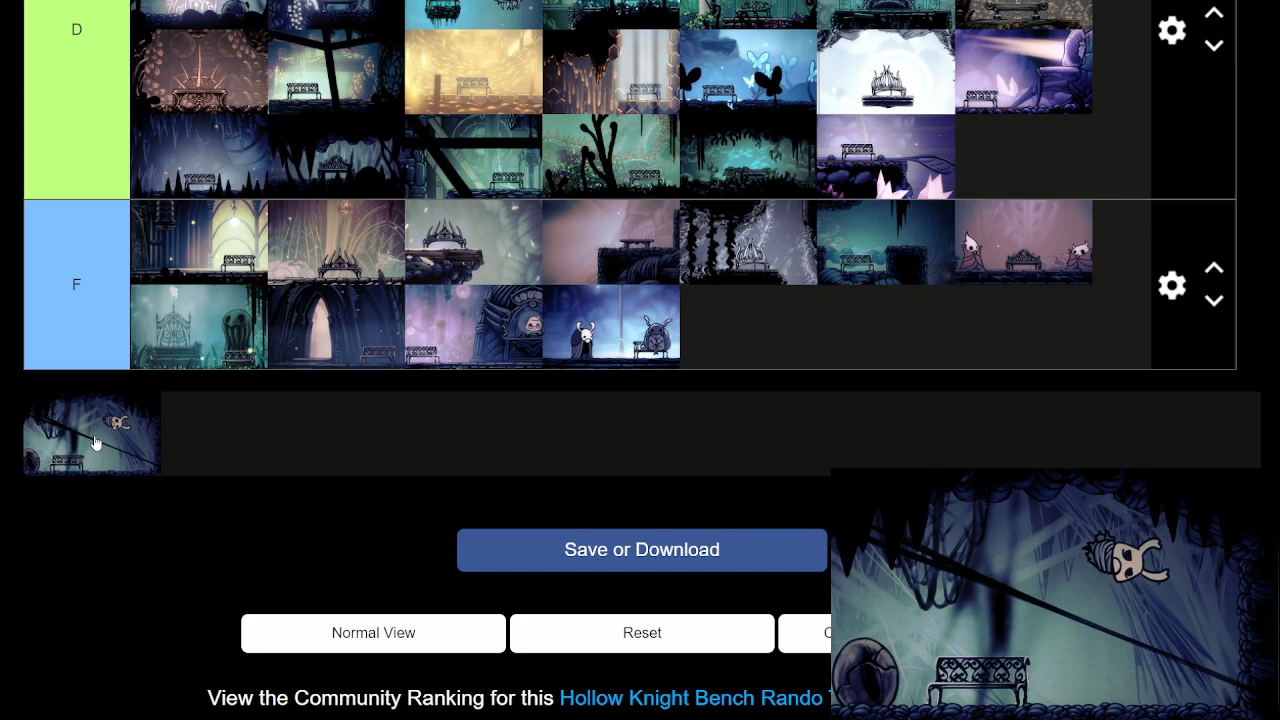 D
F
Save or Download
Normal View
Reset
View the Community Ranking for this Hollow Knight Bench Rando